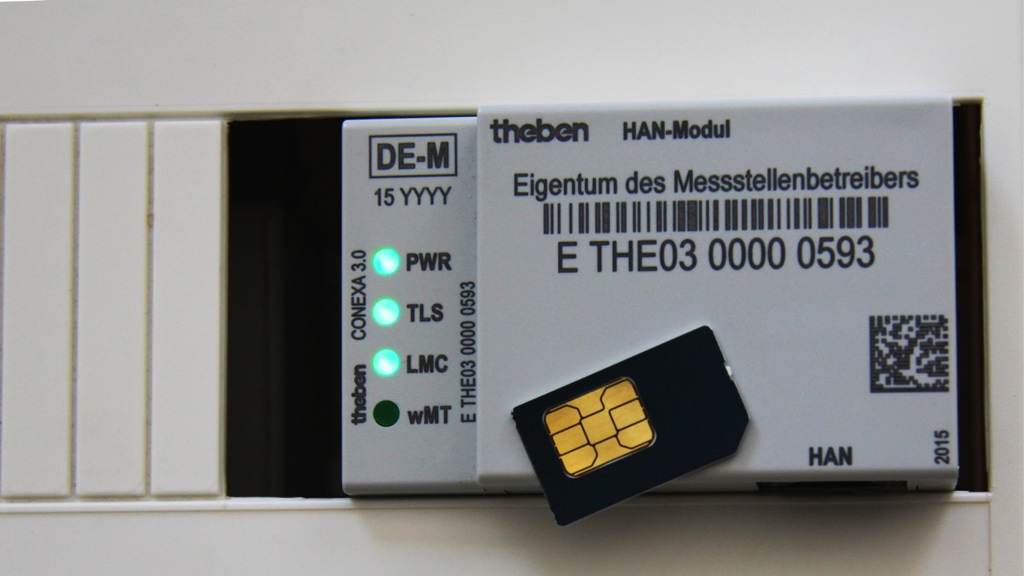 DE-M
15 YYYY
PWR
TLS
LMC
wMT
theben CONEXA 3.0
E THE03 0000 0593
theben HAN-Modul
Eigentum des Messstellenbetreibers
E THE03 0000 0593
HAN
2015